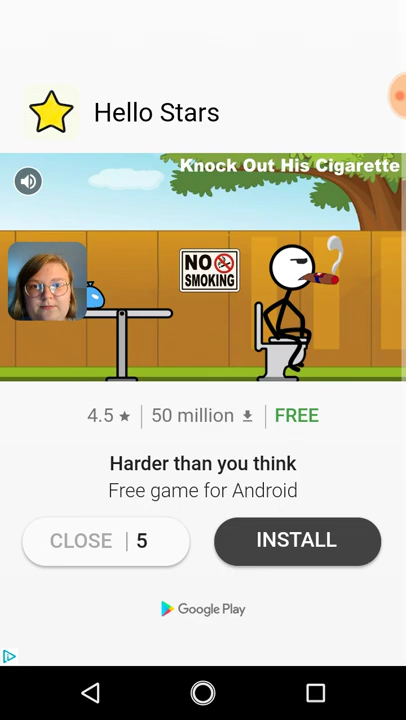 Hello Stars
Knock Out His Cigarette
NO
SMOKING
4.5 ★ | 50 million | FREE
Harder than you think
Free game for Android
CLOSE | 5
INSTALL
Google Play